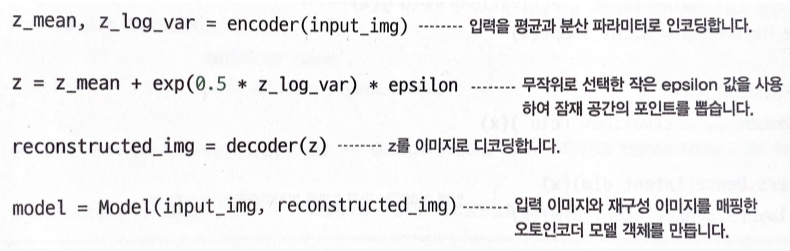 z_mean, z_log_var = encoder(input_img) -------- 입력을 평균과 분산 파라미터로 인코딩합니다.
z = z_mean + exp(0.5 * z_log_var) * epsilon -------- 무작위로 선택한 작은 epsilon 값을 사용
하여 잠재 공간의 포인트를 뽑습니다.
reconstructed_img = decoder(z) -------- z를 이미지로 디코딩합니다.
model = Model(input_img, reconstructed_img) -------- 입력 이미지와 재구성 이미지를 매핑한
오토인코더 모델 객체를 만듭니다.